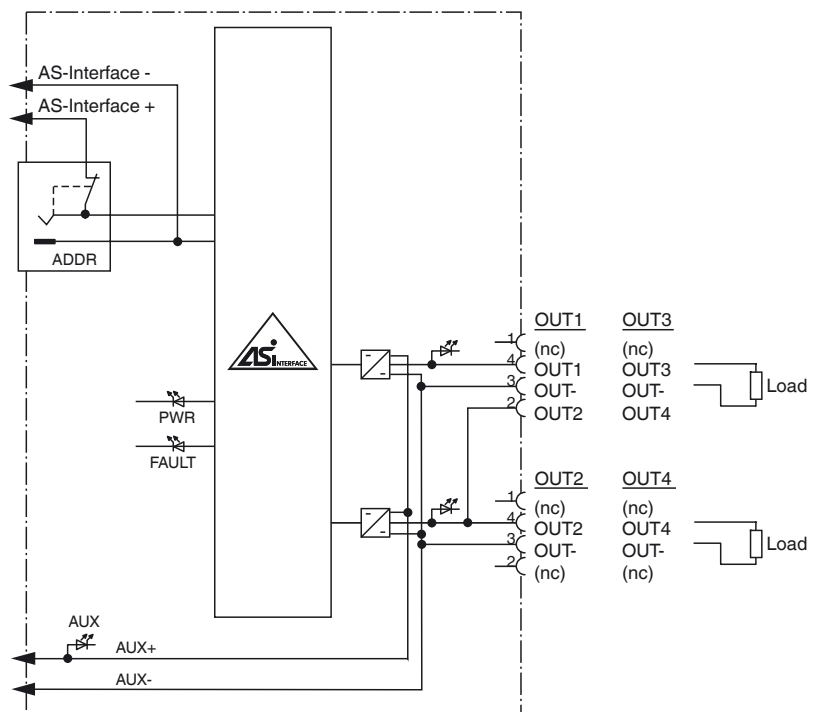 AS-Interface -
AS-Interface +
ADDR
ASi INTERFACE
PWR
FAULT
OUT1 OUT3
1 (nc) (nc)
4 OUT1 OUT3
3 OUT- OUT-
2 OUT2 OUT4
Load
OUT2 OUT4
1 (nc) (nc)
4 OUT2 OUT4
3 OUT- OUT-
2 (nc) (nc)
Load
AUX
AUX+
AUX-